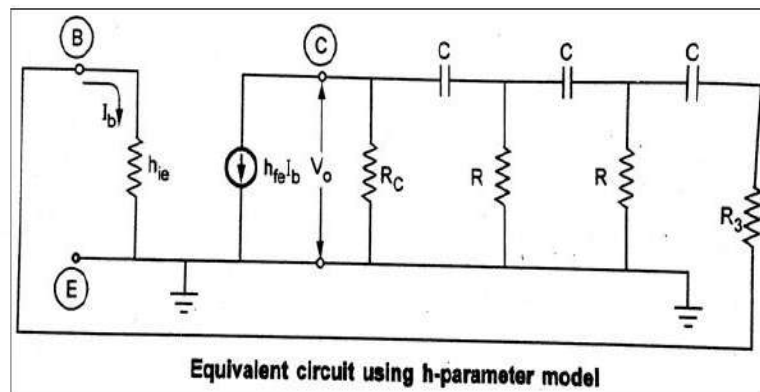 B
C
C
C
C
I_b
h_ie
h_fe I_b
V_o
R_C
R
R
R_3
E
Equivalent circuit using h-parameter model